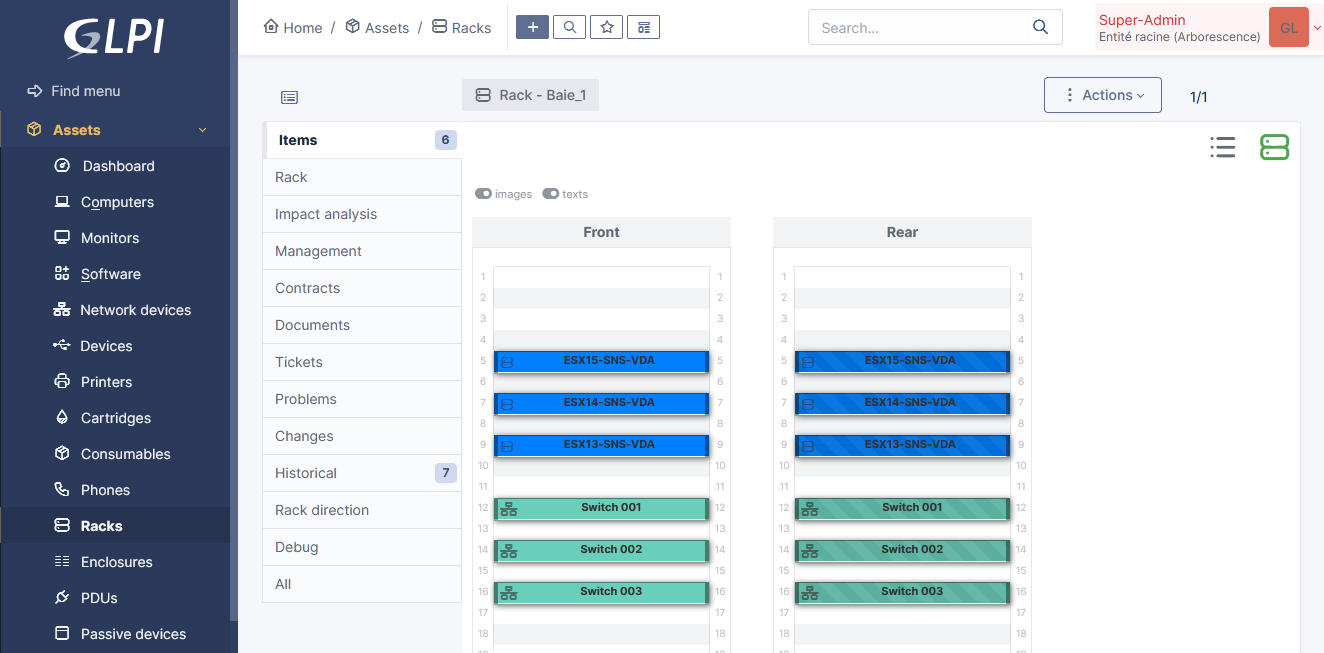 GLPI
Home / Assets / Racks
Search...
Super-Admin
Entité racine (Arborescence)
GL
Find menu
Assets
Dashboard
Computers
Monitors
Software
Network devices
Devices
Printers
Cartridges
Consumables
Phones
Racks
Enclosures
PDUs
Passive devices
Rack - Baie_1
Actions
1/1
Items 6
Rack
Impact analysis
Management
Contracts
Documents
Tickets
Problems
Changes
Historical 7
Rack direction
Debug
All
images texts
Front
1 1
2 2
3 3
4 4
5 ESX15-SNS-VDA 5
6 6
7 ESX14-SNS-VDA 7
8 8
9 ESX13-SNS-VDA 9
10 10
11 11
12 Switch 001 12
13 13
14 Switch 002 14
15 15
16 Switch 003 16
17 17
18 18
Rear
1 1
2 2
3 3
4 4
5 ESX15-SNS-VDA 5
6 6
7 ESX14-SNS-VDA 7
8 8
9 ESX13-SNS-VDA 9
10 10
11 11
12 Switch 001 12
13 13
14 Switch 002 14
15 15
16 Switch 003 16
17 17
18 18